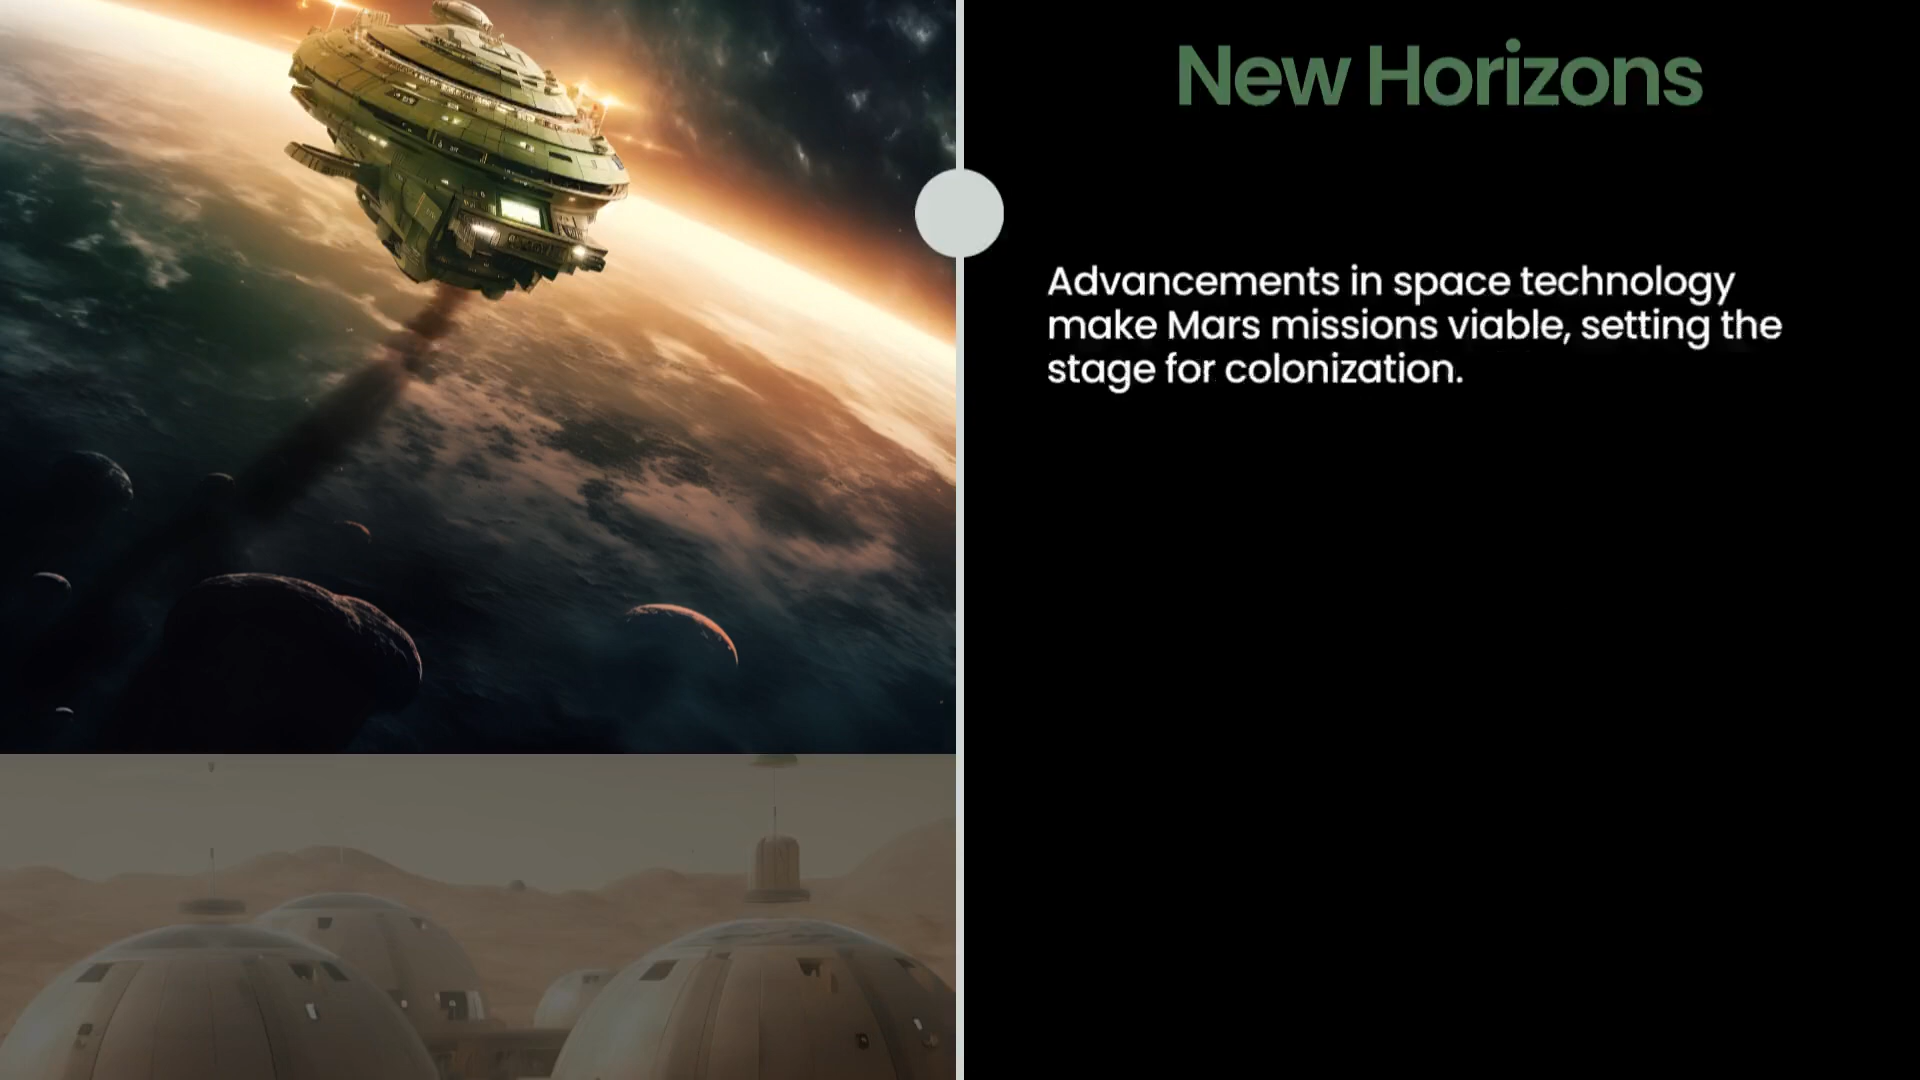 New Horizons
Advancements in space technology
make Mars missions viable, setting the
stage for colonization.